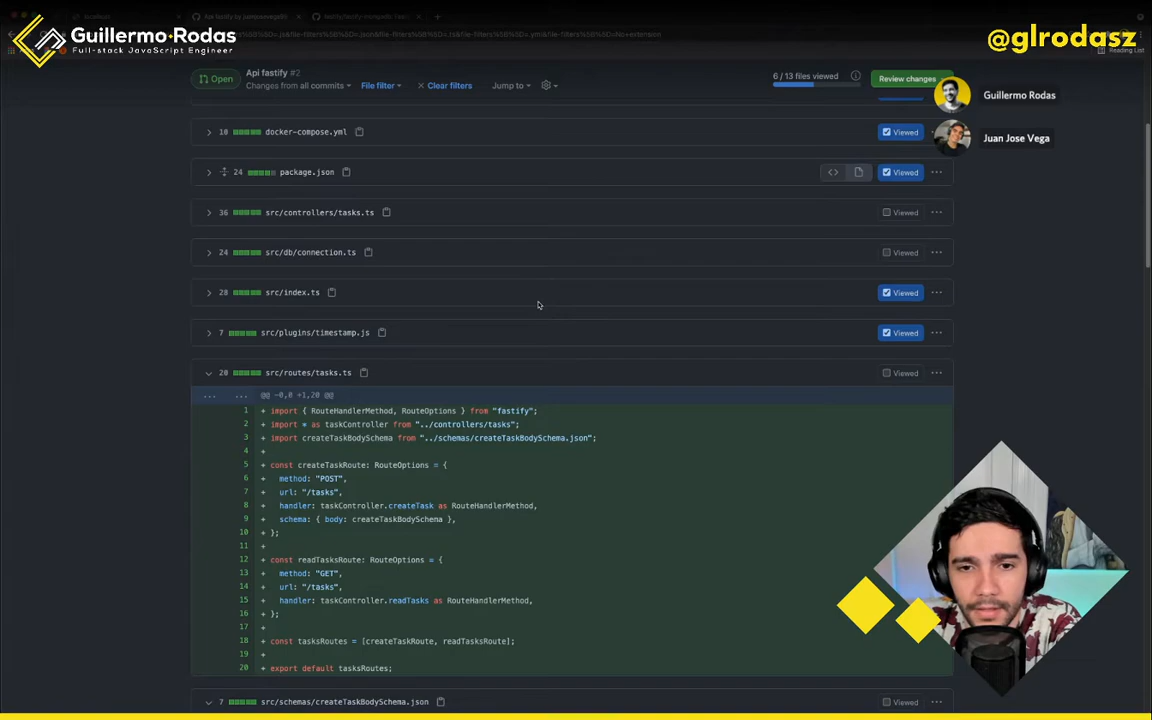 Guillermo Rodas
Full-stack JavaScript Engineer
@glrodasz
Reading List
Open
Api fastify #2
Changes from all commits
File filter
Clear filters
Jump to
6 / 13 files viewed
Review changes
Guillermo Rodas
Juan Jose Vega
10 docker-compose.yml
Viewed
24 package.json
Viewed
36 src/controllers/tasks.ts
Viewed
24 src/db/connection.ts
Viewed
28 src/index.ts
Viewed
7 src/plugins/timestamp.js
Viewed
20 src/routes/tasks.ts
Viewed
... ... @@ -0,0 +1,20 @@
1 + import { RouteHandlerMethod, RouteOptions } from "fastify";
2 + import * as taskController from "../controllers/tasks";
3 + import createTaskBodySchema from "../schemas/createTaskBodySchema.json";
4 +
5 + const createTaskRoute: RouteOptions = {
6 + method: "POST",
7 + url: "/tasks",
8 + handler: taskController.createTask as RouteHandlerMethod,
9 + schema: { body: createTaskBodySchema },
10 + };
11 +
12 + const readTasksRoute: RouteOptions = {
13 + method: "GET",
14 + url: "/tasks",
15 + handler: taskController.readTasks as RouteHandlerMethod,
16 + };
17 +
18 + const tasksRoutes = [createTaskRoute, readTasksRoute];
19 +
20 + export default tasksRoutes;
7 src/schemas/createTaskBodySchema.json
Viewed